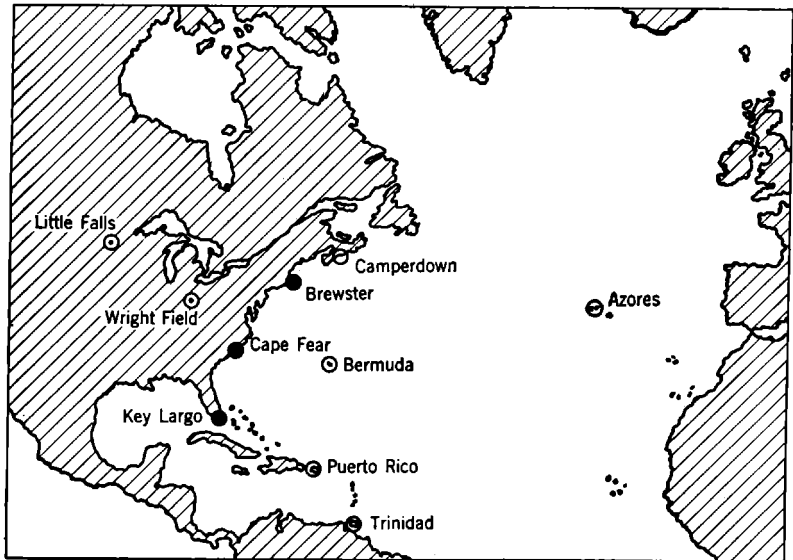 Little Falls
Camperdown
Brewster
Azores
Wright Field
Cape Fear
Bermuda
Key Largo
Puerto Rico
Trinidad